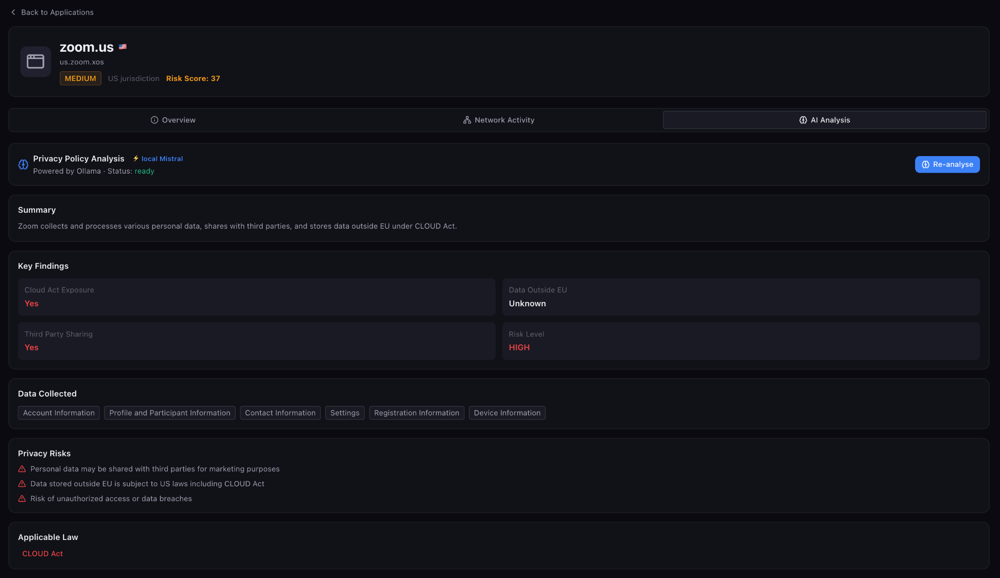 Back to Applications
zoom.us
us.zoom.xos
MEDIUM US jurisdiction Risk Score: 37
Overview Network Activity AI Analysis
Privacy Policy Analysis ⚡ local Mistral
Powered by Ollama · Status: ready
Re-analyse
Summary
Zoom collects and processes various personal data, shares with third parties, and stores data outside EU under CLOUD Act.
Key Findings
Cloud Act Exposure
Yes
Data Outside EU
Unknown
Third Party Sharing
Yes
Risk Level
HIGH
Data Collected
Account Information Profile and Participant Information Contact Information Settings Registration Information Device Information
Privacy Risks
Personal data may be shared with third parties for marketing purposes
Data stored outside EU is subject to US laws including CLOUD Act
Risk of unauthorized access or data breaches
Applicable Law
CLOUD Act